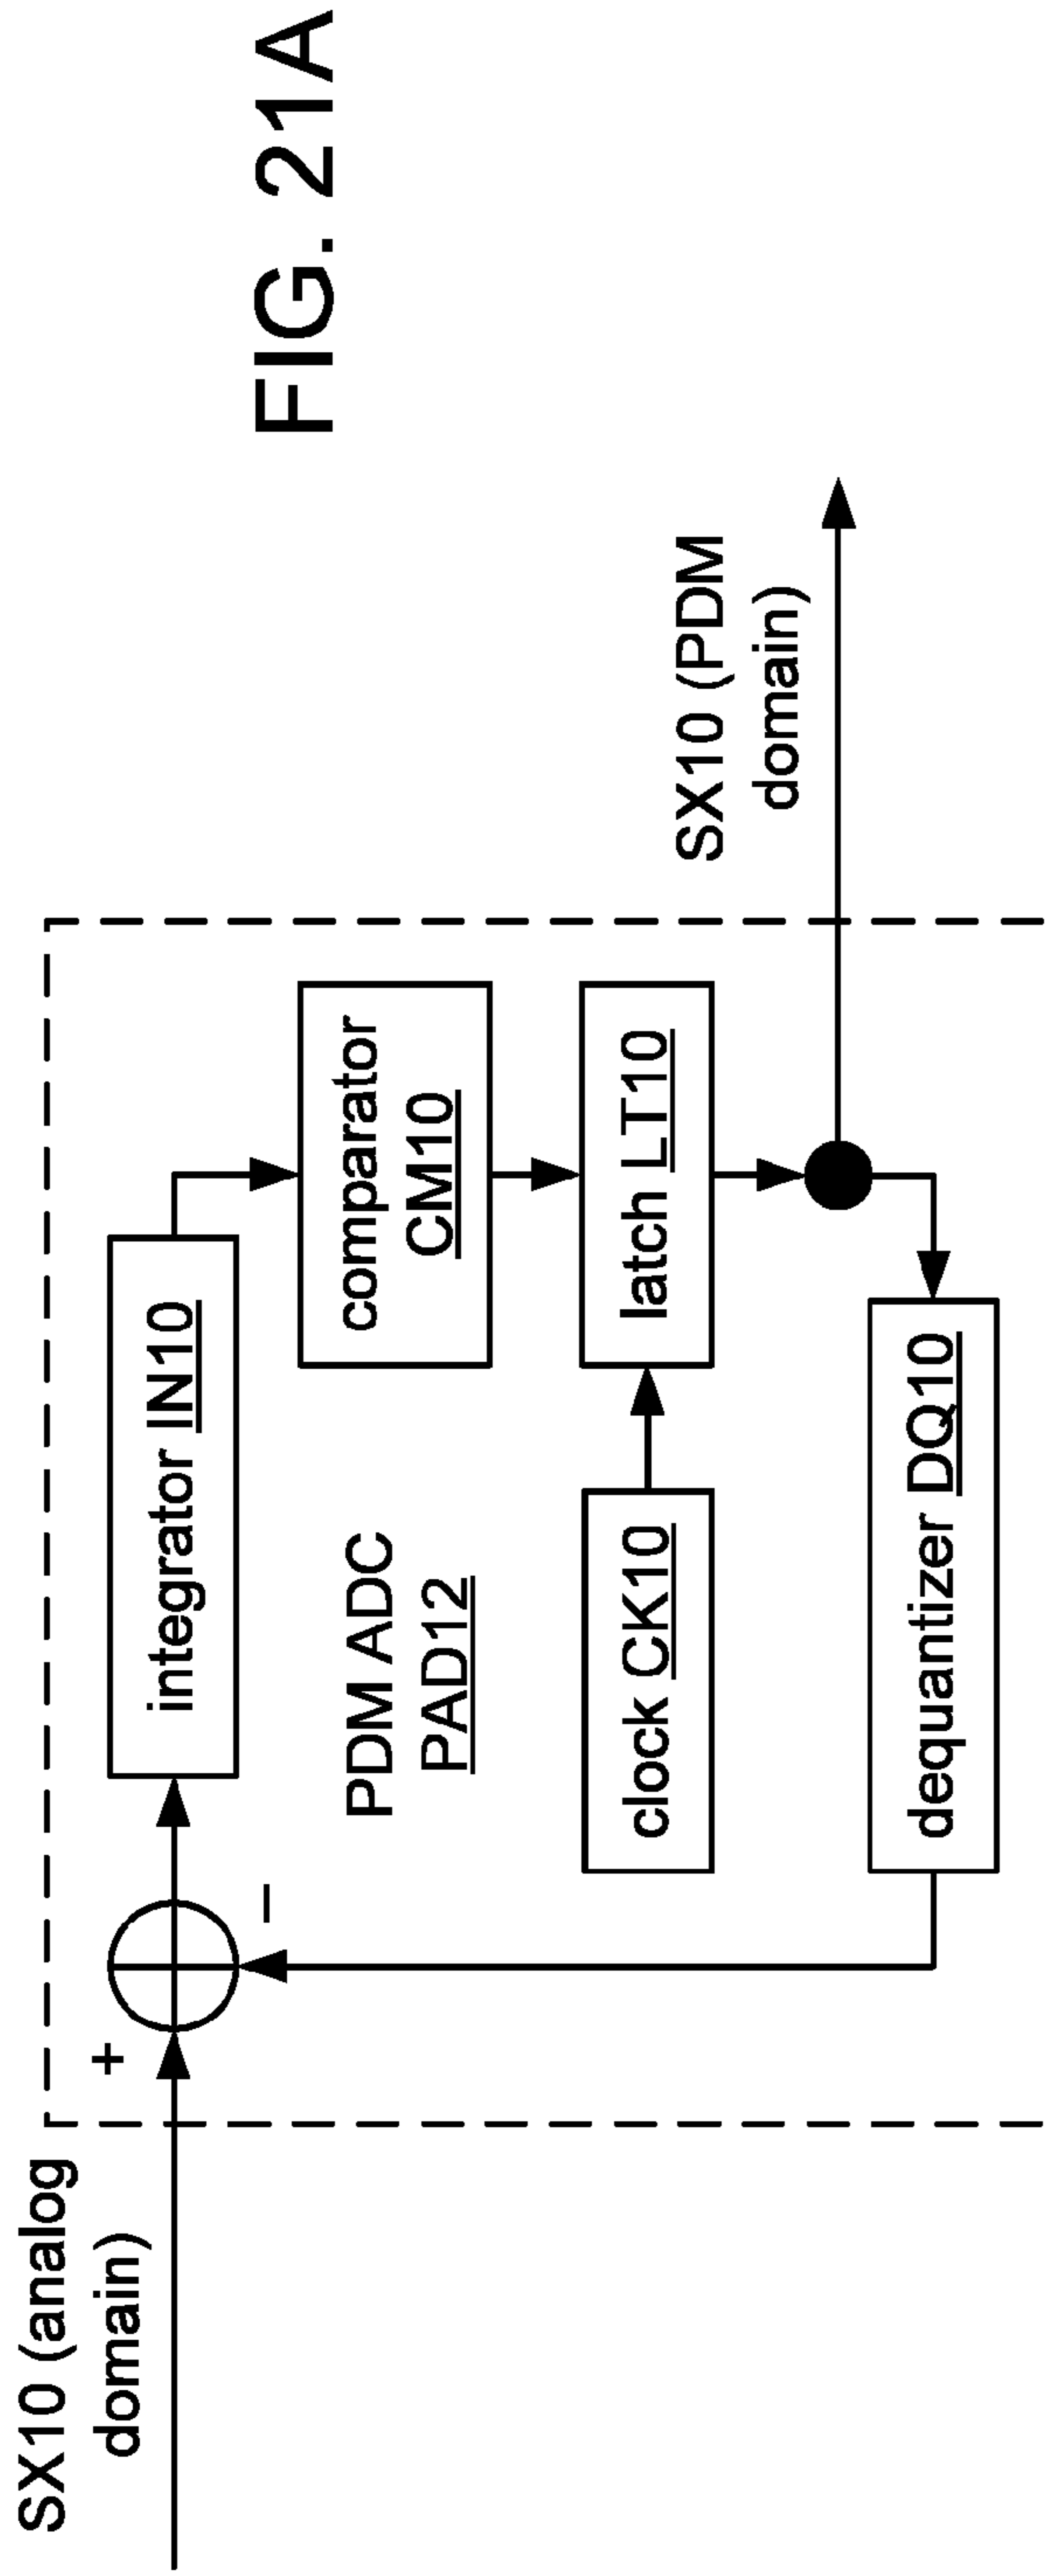 SX10 (analog
domain)
+
−
integrator IN10
PDM ADC
PAD12
comparator
CM10
clock CK10
latch LT10
dequantizer DQ10
SX10 (PDM
domain)
FIG. 21A